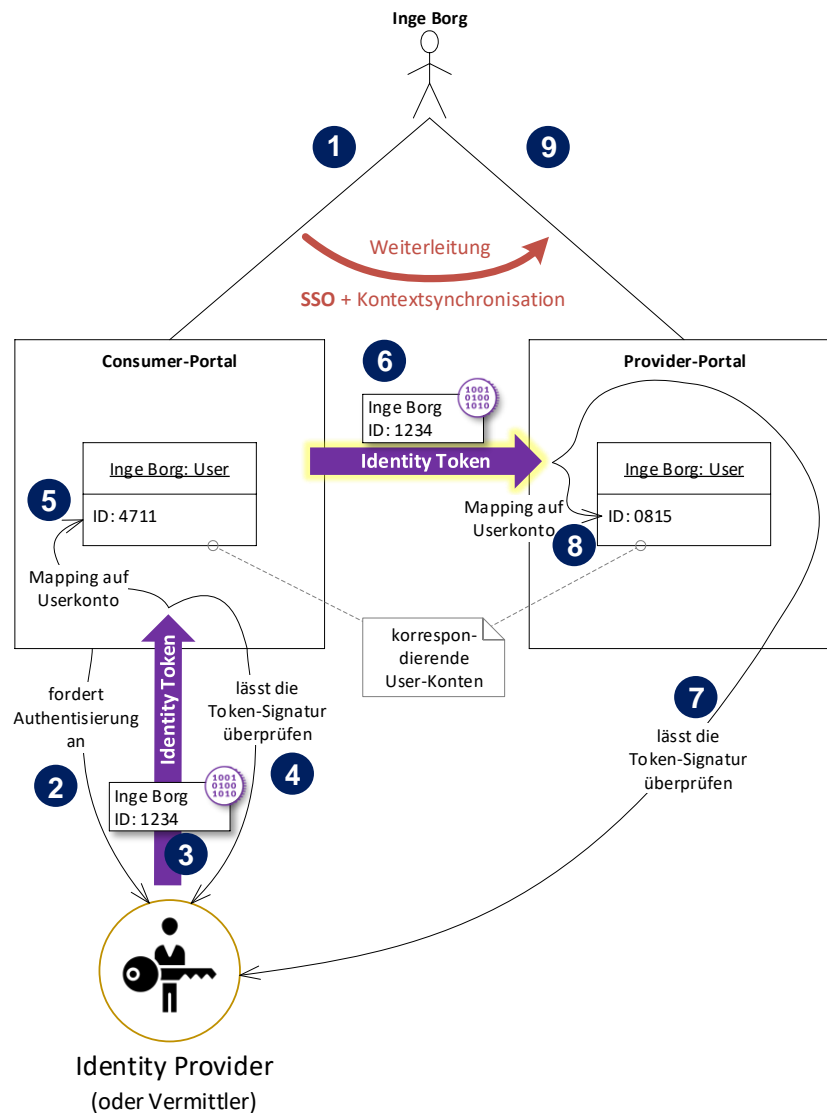 Inge Borg
1
9
Weiterleitung
SSO + Kontextsynchronisation
Consumer-Portal
6
Provider-Portal
1001
0100
1010
Inge Borg
ID: 1234
Identity Token
Inge Borg: User
5
ID: 4711
Inge Borg: User
ID: 0815
Mapping auf
Userkonto
8
Mapping auf
Userkonto
korrespon-
dierende
User-Konten
Identity Token
fordert
Authentisierung
an
2
lässt die
Token-Signatur
überprüfen
4
7
lässt die
Token-Signatur
überprüfen
1001
0100
1010
Inge Borg
ID: 1234
3
Identity Provider
(oder Vermittler)